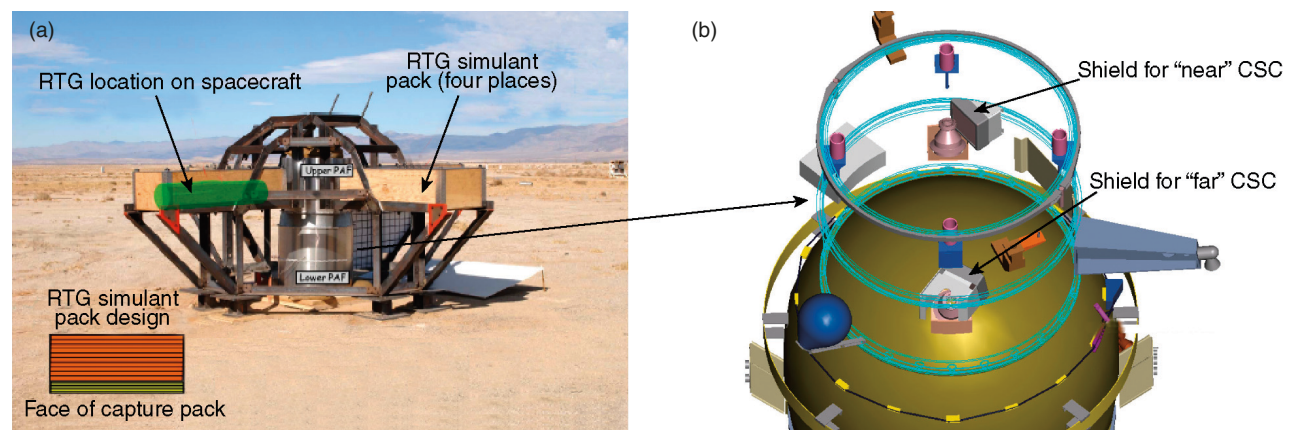 (a)
RTG location on spacecraft
RTG simulant
pack (four places)
Upper PAF
Lower PAF
RTG simulant
pack design
Face of capture pack
(b)
Shield for “near” CSC
Shield for “far” CSC